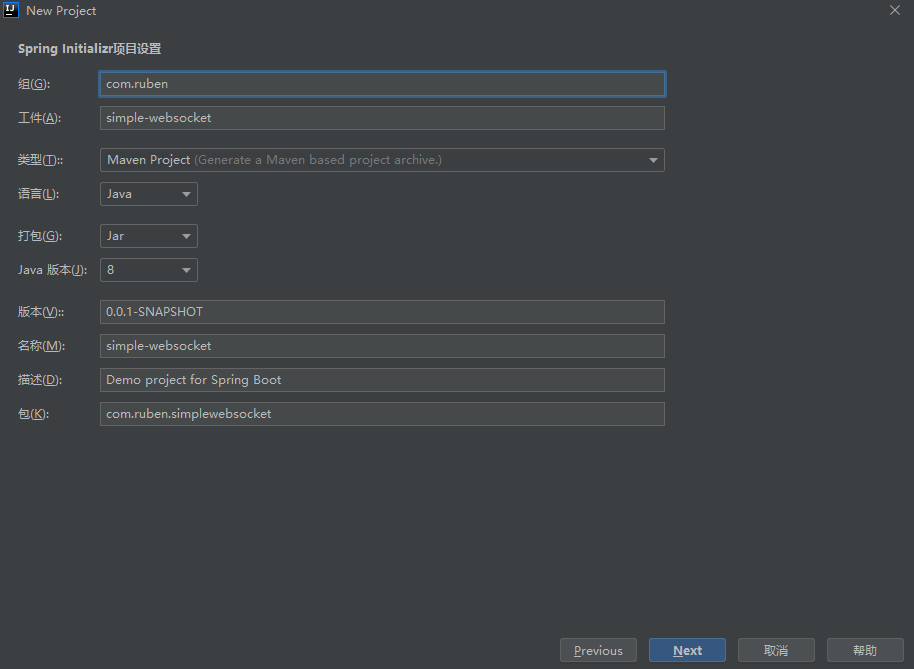 IJ New Project
Spring Initializr项目设置
组(G): com.ruben
工件(A): simple-websocket
类型(T):: Maven Project (Generate a Maven based project archive.)
语言(L): Java
打包(G): Jar
Java 版本(J): 8
版本(V):: 0.0.1-SNAPSHOT
名称(M): simple-websocket
描述(D): Demo project for Spring Boot
包(K): com.ruben.simplewebsocket
Previous Next 取消 帮助